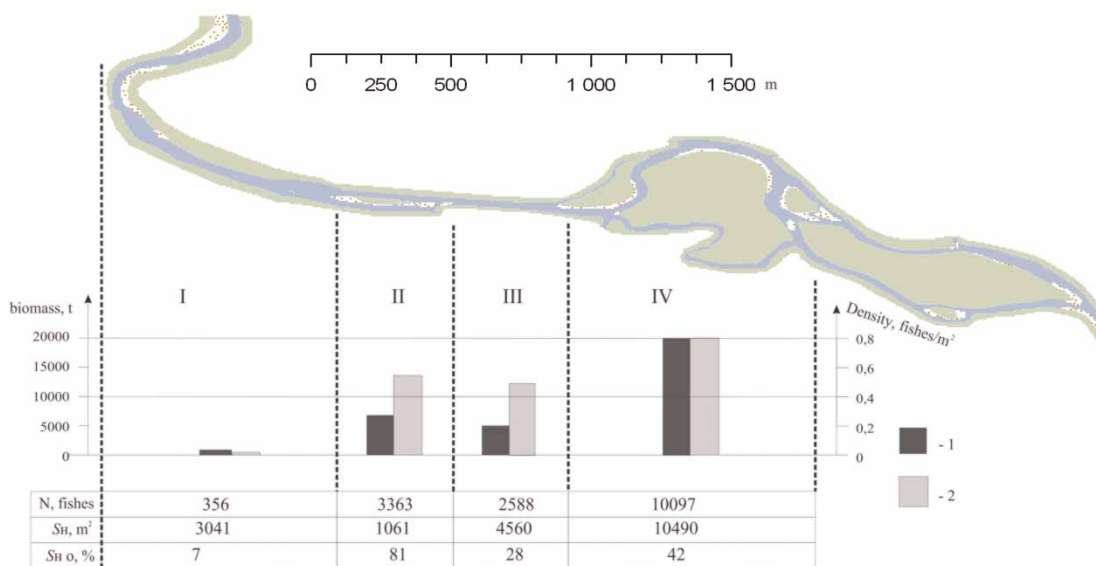 0 250 500 1 000 1 500 m
I II III IV
biomass, t
Density, fishes/m²
20000
15000
10000
5000
0
0,8
0,6
0,4
0,2
0
- 1
- 2
N, fishes 356 3363 2588 10097
SH, m² 3041 1061 4560 10490
SH o, % 7 81 28 42